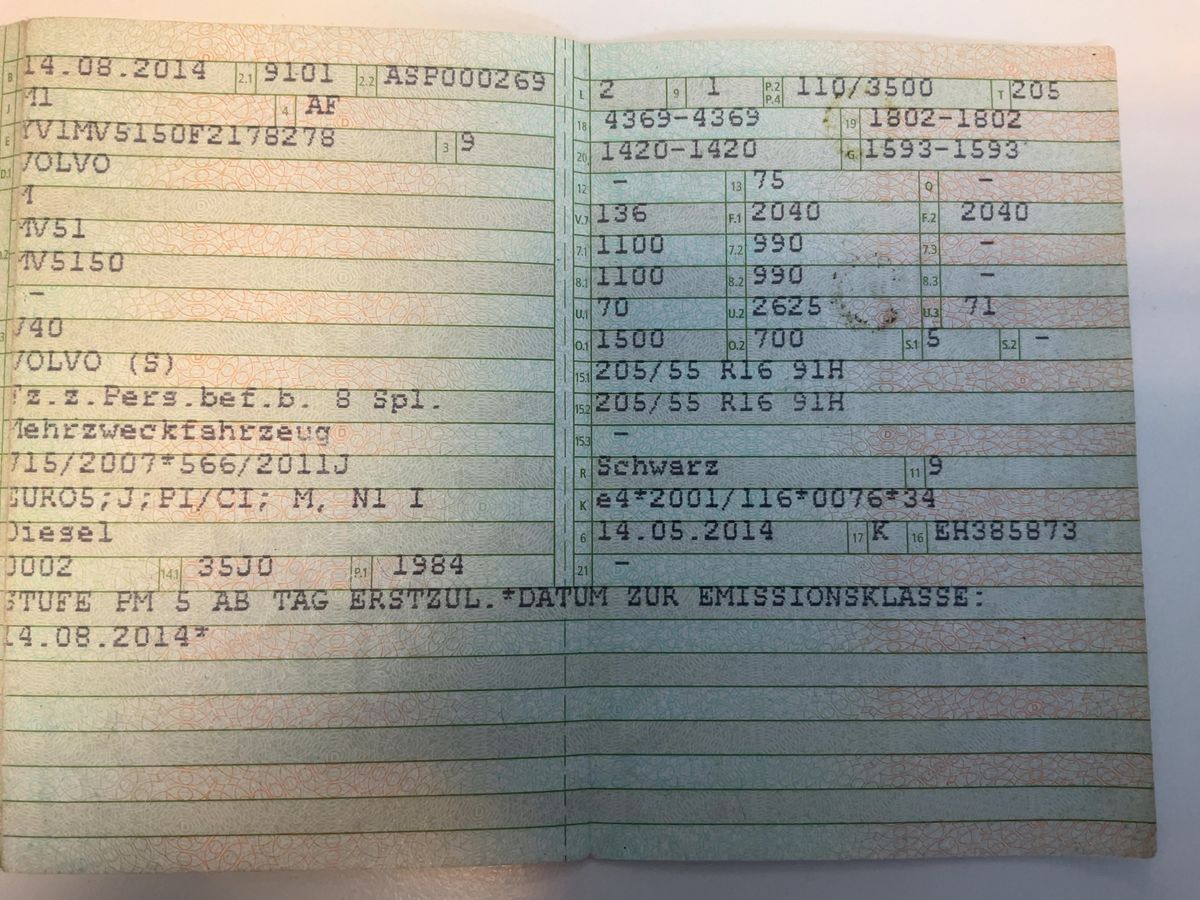 B 14.08.2014 2.1 9101 2.2 ASP000269
J M1 4 AF
E YV1MV5150F2178278 3 9
D.1 VOLVO
M
MV51
MV5150
-
V40
VOLVO (S)
Fz.z.Pers.bef.b. 8 Spl.
Mehrzweckfahrzeug
715/2007*566/2011J
EURO5;J;PI/CI; M, N1 I
Diesel
0002 14.1 35J0 P.1 1984
L 2 9 1 P.2 P.4 110/3500 T 205
18 4369-4369 19 1802-1802
20 1420-1420 G 1593-1593
12 - 13 75 Q -
V.7 136 F.1 2040 F.2 2040
7.1 1100 7.2 990 7.3 -
8.1 1100 8.2 990 8.3 -
U.1 70 U.2 2625 U.3 71
O.1 1500 O.2 700 S.1 5 S.2 -
15.1 205/55 R16 91H
15.2 205/55 R16 91H
15.3 -
R Schwarz 11 9
K e4*2001/116*0076*34
6 14.05.2014 17 K 16 EH385873
21 -
STUFE PM 5 AB TAG ERSTZUL.*DATUM ZUR EMISSIONSKLASSE:
14.08.2014*